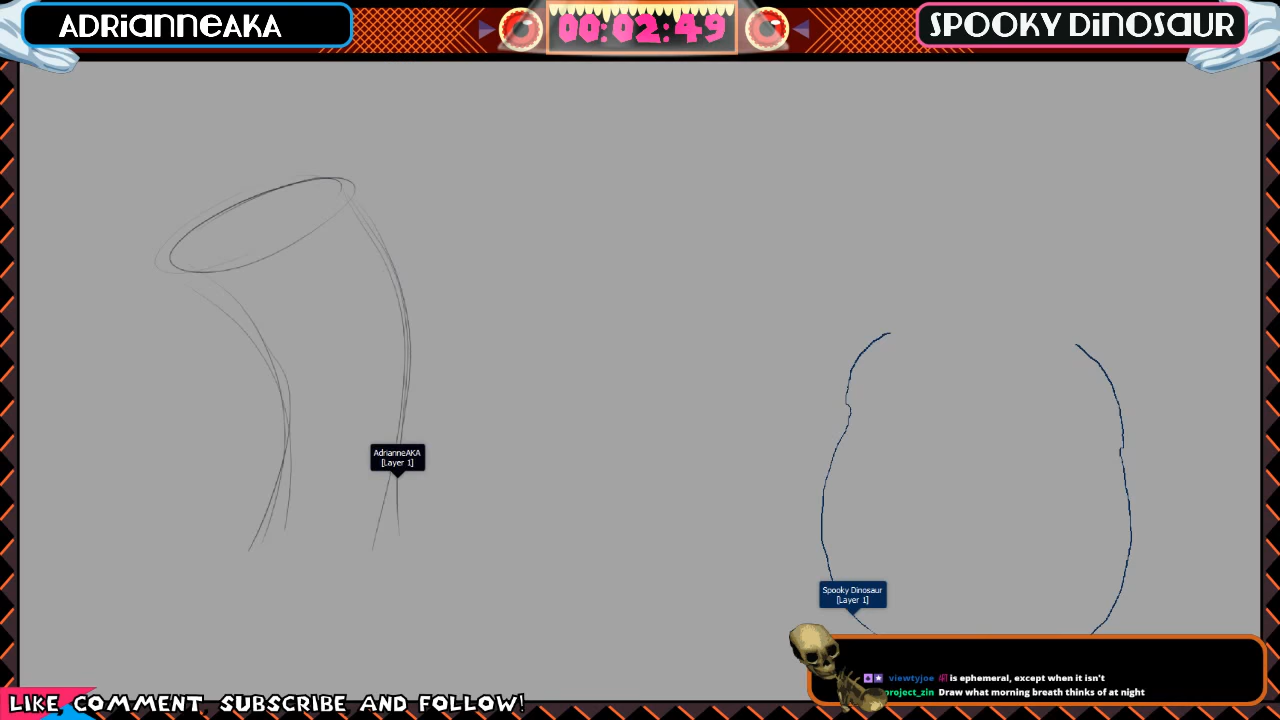 ADRIANNEAKA
00:02:49
SPOOKY DINOSAUR
AdrianneAKA
[Layer 1]
Spooky Dinosaur
[Layer 1]
viewtyjoe is ephemeral, except when it isn't
project_zin Draw what morning breath thinks of at night
LIKE, COMMENT, SUBSCRIBE AND FOLLOW!